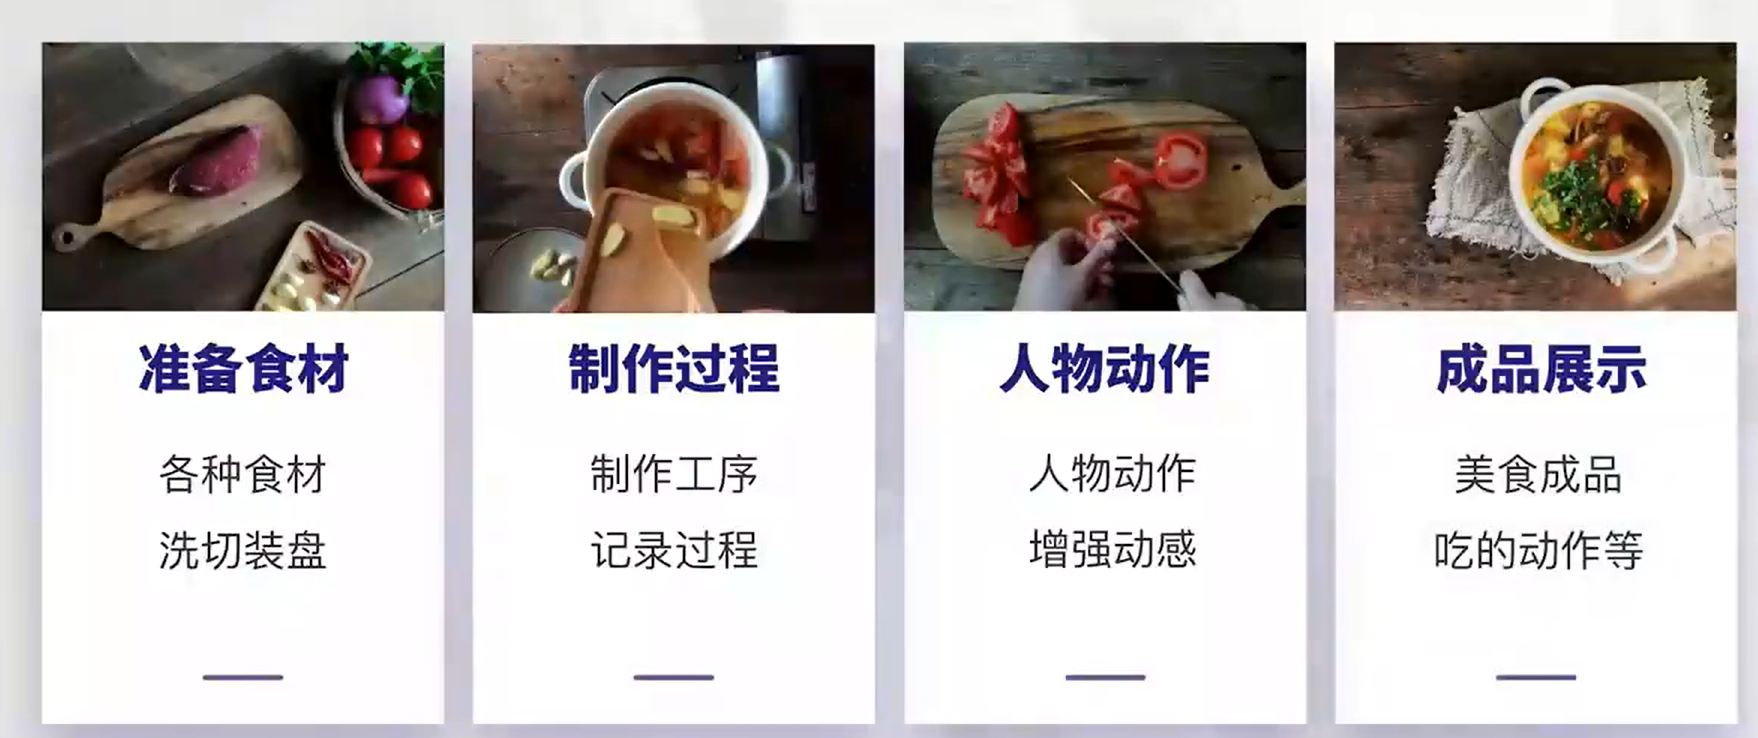 准备食材
各种食材
洗切装盘
制作过程
制作工序
记录过程
人物动作
人物动作
增强动感
成品展示
美食成品
吃的动作等